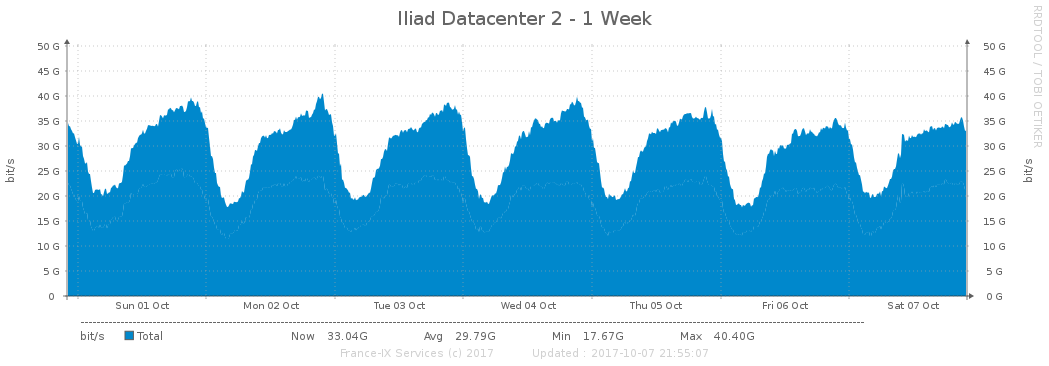 Iliad Datacenter 2 - 1 Week
RRDTOOL / TOBI OETIKER
50 G 50 G
45 G 45 G
40 G 40 G
35 G 35 G
30 G 30 G
25 G 25 G
20 G 20 G
15 G 15 G
10 G 10 G
5 G 5 G
0 0 G
bit/s bit/s
Sun 01 Oct Mon 02 Oct Tue 03 Oct Wed 04 Oct Thu 05 Oct Fri 06 Oct Sat 07 Oct
bit/s Total Now 33.04G Avg 29.79G Min 17.67G Max 40.40G
France-IX Services (c) 2017 Updated : 2017-10-07 21:55:07